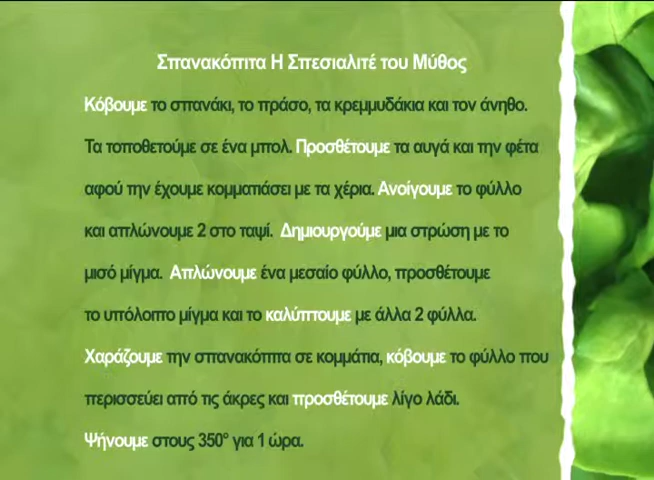 Σπανακόπιτα Η Σπεσιαλιτέ του Μύθος
Κόβουμε το σπανάκι, το πράσο, τα κρεμμυδάκια και τον άνηθο.
Τα τοποθετούμε σε ένα μπολ. Προσθέτουμε τα αυγά και την φέτα
αφού την έχουμε κομματιάσει με τα χέρια. Ανοίγουμε το φύλλο
και απλώνουμε 2 στο ταψί. Δημιουργούμε μια στρώση με το
μισό μίγμα. Απλώνουμε ένα μεσαίο φύλλο, προσθέτουμε
το υπόλοιπο μίγμα και το καλύπτουμε με άλλα 2 φύλλα.
Χαράζουμε την σπανακόπιτα σε κομμάτια, κόβουμε το φύλλο που
περισσεύει από τις άκρες και προσθέτουμε λίγο λάδι.
Ψήνουμε στους 350° για 1 ώρα.